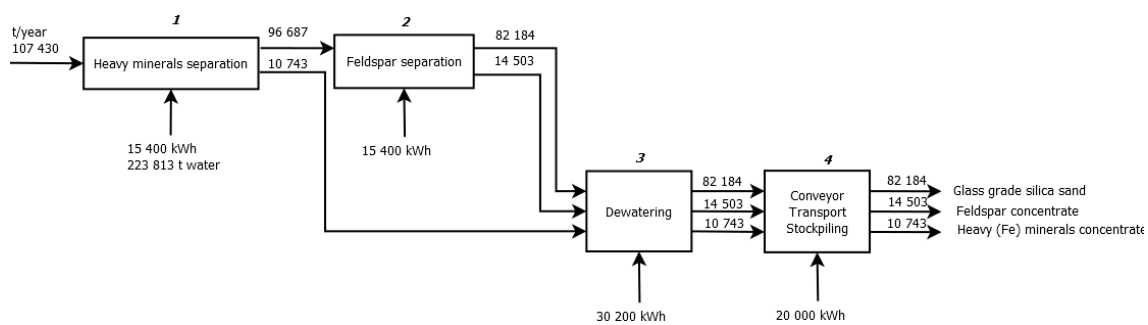 1
t/year
107 430
Heavy minerals separation
96 687
10 743
15 400 kWh
223 813 t water
2
Feldspar separation
82 184
14 503
15 400 kWh
3
Dewatering
82 184
14 503
10 743
30 200 kWh
4
Conveyor
Transport
Stockpiling
82 184
14 503
10 743
20 000 kWh
Glass grade silica sand
Feldspar concentrate
Heavy (Fe) minerals concentrate